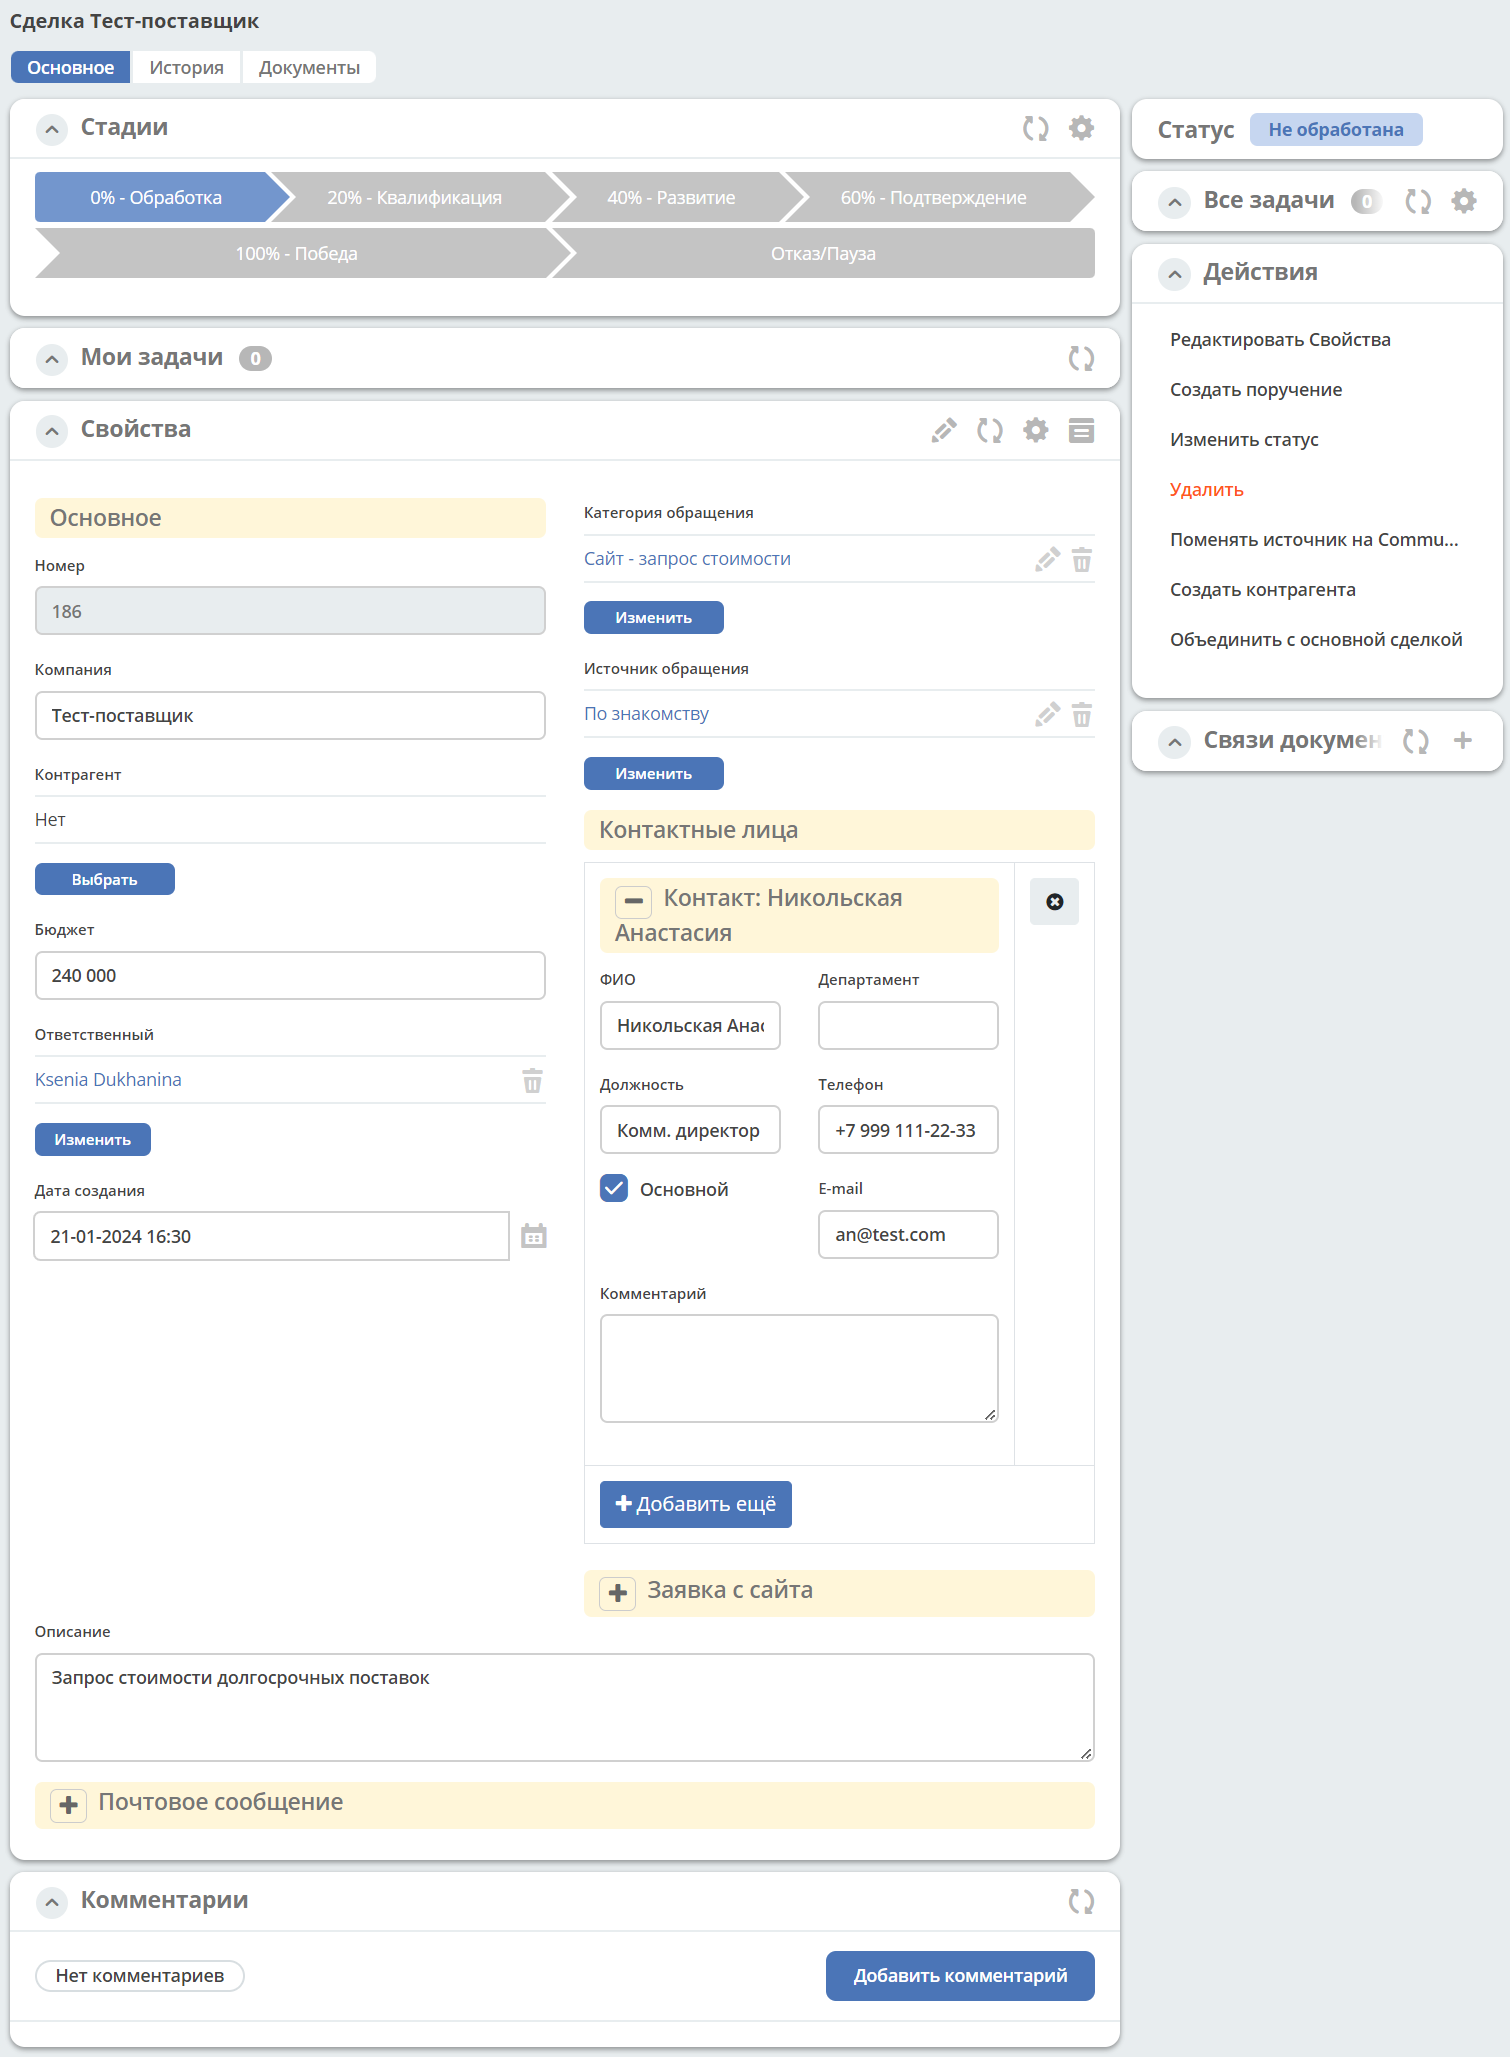 Сделка Тест-поставщик
Основное
История
Документы
Стадии
0% - Обработка
20% - Квалификация
40% - Развитие
60% - Подтверждение
100% - Победа
Отказ/Пауза
Мои задачи 0
Свойства
Основное
Номер
186
Компания
Тест-поставщик
Контрагент
Нет
Выбрать
Бюджет
240 000
Ответственный
Ksenia Dukhanina
Изменить
Дата создания
21-01-2024 16:30
Категория обращения
Сайт - запрос стоимости
Изменить
Источник обращения
По знакомству
Изменить
Контактные лица
Контакт: Никольская
Анастасия
ФИО
Никольская Анас
Департамент
Должность
Комм. директор
Телефон
+7 999 111-22-33
Основной
E-mail
an@test.com
Комментарий
Добавить ещё
Заявка с сайта
Описание
Запрос стоимости долгосрочных поставок
Почтовое сообщение
Комментарии
Нет комментариев
Добавить комментарий
Статус
Не обработана
Все задачи 0
Действия
Редактировать Свойства
Создать поручение
Изменить статус
Удалить
Поменять источник на Commu...
Создать контрагента
Объединить с основной сделкой
Связи докумен